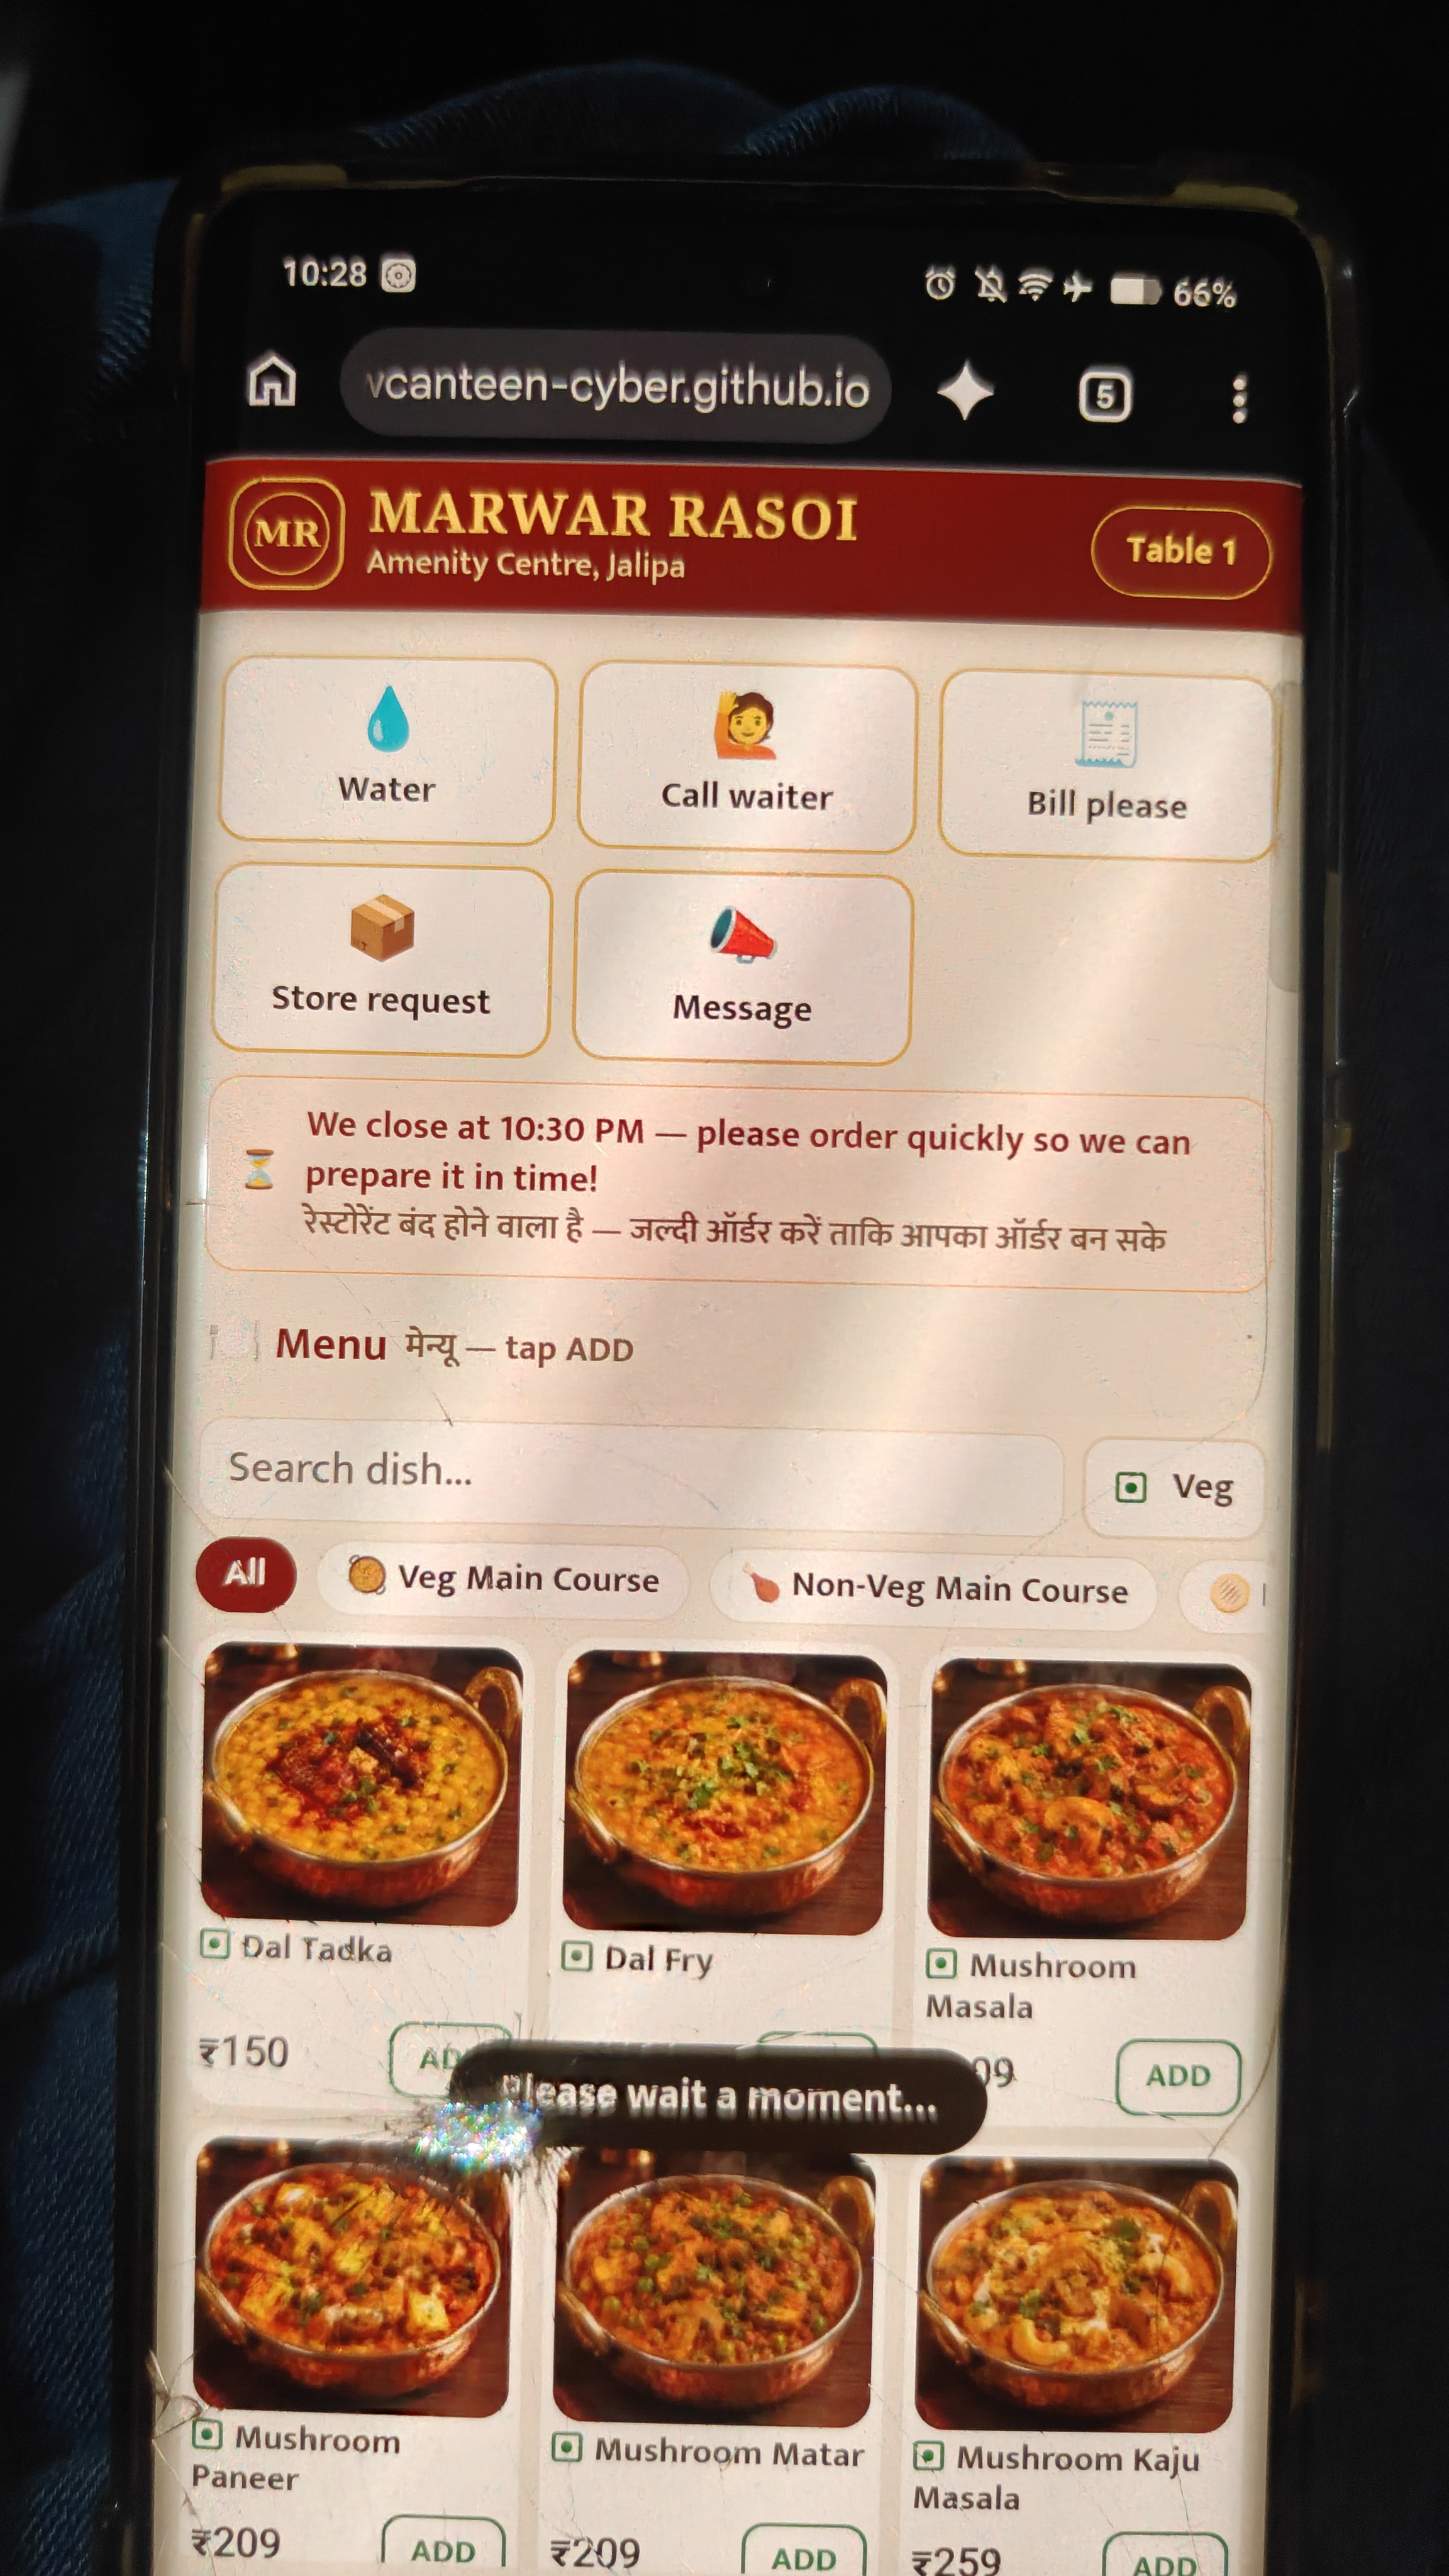 10:28
66%
vcanteen-cyber.github.io
5
MR
MARWAR RASOI
Amenity Centre, Jalipa
Table 1
Water
Call waiter
Bill please
Store request
Message
We close at 10:30 PM — please order quickly so we can
prepare it in time!
रेस्टोरेंट बंद होने वाला है — जल्दी ऑर्डर करें ताकि आपका ऑर्डर बन सके
Menu मेन्यू — tap ADD
Search dish...
Veg
All
Veg Main Course
Non-Veg Main Course
Dal Tadka
Dal Fry
Mushroom
Masala
₹150
09
ADD
Please wait a moment...
Mushroom
Paneer
Mushroom Matar
Mushroom Kaju
Masala
₹209
ADD
₹209
ADD
₹259
ADD